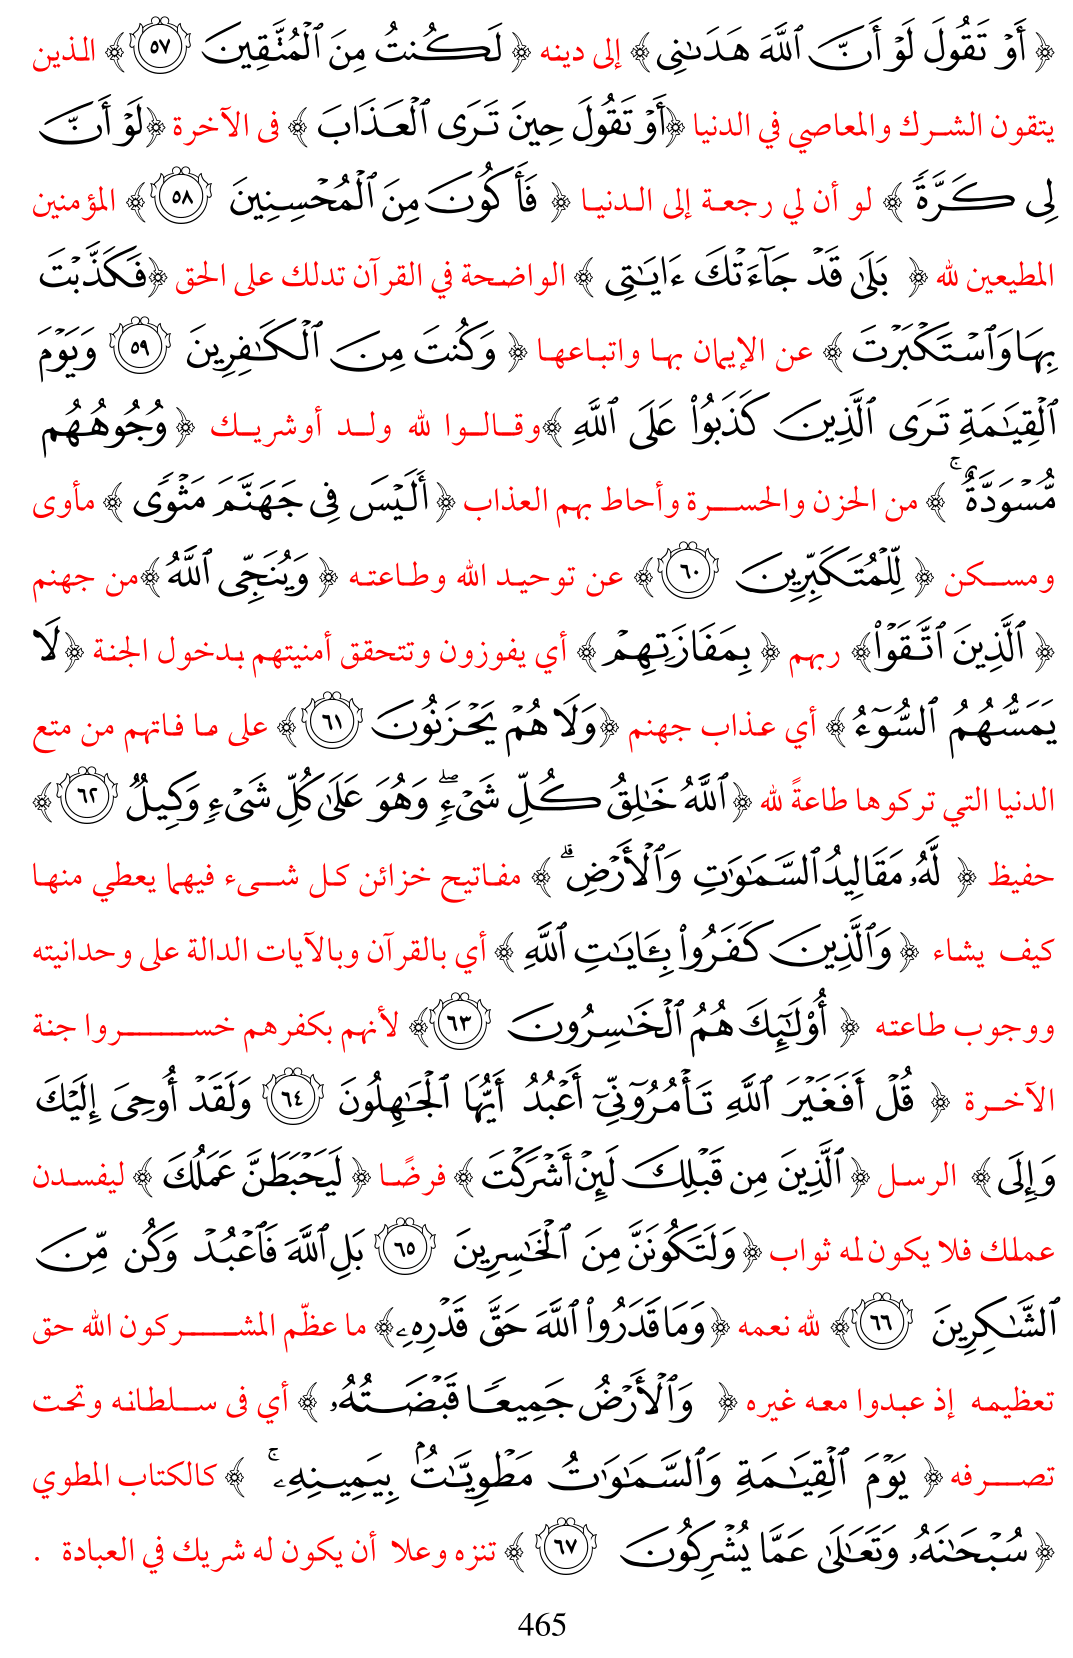 ﴿ أَوْ تَقُولَ لَوْ أَنَّ ٱللَّهَ هَدَىٰنِى ﴾ إلى دينه ﴿ لَكُنتُ مِنَ ٱلْمُتَّقِينَ ٥٧ ﴾ الذين
يتقون الشرك والمعاصي في الدنيا ﴿أَوْ تَقُولَ حِينَ تَرَى ٱلْعَذَابَ ﴾ فى الآخرة ﴿لَوْ أَنَّ
لِى كَرَّةً ﴾ لو أن لي رجعة إلى الدنيا ﴿ فَأَكُونَ مِنَ ٱلْمُحْسِنِينَ ٥٨ ﴾ المؤمنين
المطيعين لله ﴿ بَلَىٰ قَدْ جَآءَتْكَ ءَايَـٰتِى ﴾ الواضحة في القرآن تدلك على الحق ﴿فَكَذَّبْتَ
بِهَا وَٱسْتَكْبَرْتَ ﴾ عن الإيمان بها واتباعها ﴿ وَكُنتَ مِنَ ٱلْكَـٰفِرِينَ ٥٩ وَيَوْمَ
ٱلْقِيَـٰمَةِ تَرَى ٱلَّذِينَ كَذَبُوا۟ عَلَى ٱللَّهِ ﴾وقالوا لله ولد أوشريك ﴿ وُجُوهُهُم
مُّسْوَدَّةٌ ۚ ﴾ من الحزن والحسرة وأحاط بهم العذاب ﴿ أَلَيْسَ فِى جَهَنَّمَ مَثْوًى ﴾ مأوى
ومسكن ﴿ لِّلْمُتَكَبِّرِينَ ٦٠ ﴾ عن توحيد الله وطاعته ﴿ وَيُنَجِّى ٱللَّهُ ﴾من جهنم
﴿ ٱلَّذِينَ ٱتَّقَوْا۟﴾ ربهم ﴿ بِمَفَازَتِهِمْ ﴾ أي يفوزون وتتحقق أمنيتهم بدخول الجنة ﴿لَا
يَمَسُّهُمُ ٱلسُّوٓءُ ﴾ أي عذاب جهنم ﴿وَلَا هُمْ يَحْزَنُونَ ٦١ ﴾ على ما فاتهم من متع
الدنيا التي تركوها طاعةً لله ﴿ ٱللَّهُ خَـٰلِقُ كُلِّ شَىْءٍ ۖ وَهُوَ عَلَىٰ كُلِّ شَىْءٍ وَكِيلٌ ٦٢ ﴾
حفيظ ﴿ لَّهُۥ مَقَالِيدُ ٱلسَّمَـٰوَٰتِ وَٱلْأَرْضِ ۗ ﴾ مفاتيح خزائن كل شيء فيهما يعطي منها
كيف يشاء ﴿ وَٱلَّذِينَ كَفَرُوا۟ بِـَٔايَـٰتِ ٱللَّهِ ﴾ أي بالقرآن وبالآيات الدالة على وحدانيته
ووجوب طاعته ﴿ أُو۟لَـٰٓئِكَ هُمُ ٱلْخَـٰسِرُونَ ٦٣ ﴾ لأنهم بكفرهم خسروا جنة
الآخرة ﴿ قُلْ أَفَغَيْرَ ٱللَّهِ تَأْمُرُوٓنِّىٓ أَعْبُدُ أَيُّهَا ٱلْجَـٰهِلُونَ ٦٤ وَلَقَدْ أُوحِىَ إِلَيْكَ
وَإِلَى ﴾ الرسل ﴿ ٱلَّذِينَ مِن قَبْلِكَ لَئِنْ أَشْرَكْتَ ﴾ فرضًا ﴿ لَيَحْبَطَنَّ عَمَلُكَ ﴾ ليفسدن
عملك فلا يكون له ثواب ﴿ وَلَتَكُونَنَّ مِنَ ٱلْخَـٰسِرِينَ ٦٥ بَلِ ٱللَّهَ فَٱعْبُدْ وَكُن مِّنَ
ٱلشَّـٰكِرِينَ ٦٦ ﴾ لله نعمه ﴿ وَمَا قَدَرُوا۟ ٱللَّهَ حَقَّ قَدْرِهِۦ﴾ ما عظّم المشركون الله حق
تعظيمه إذ عبدوا معه غيره ﴿ وَٱلْأَرْضُ جَمِيعًا قَبْضَتُهُۥ ﴾ أي فى سلطانه وتحت
تصرفه ﴿ يَوْمَ ٱلْقِيَـٰمَةِ وَٱلسَّمَـٰوَٰتُ مَطْوِيَّـٰتٌۢ بِيَمِينِهِۦ ۚ ﴾ كالكتاب المطوي
﴿ سُبْحَـٰنَهُۥ وَتَعَـٰلَىٰ عَمَّا يُشْرِكُونَ ٦٧ ﴾ تنزه وعلا أن يكون له شريك في العبادة .
465